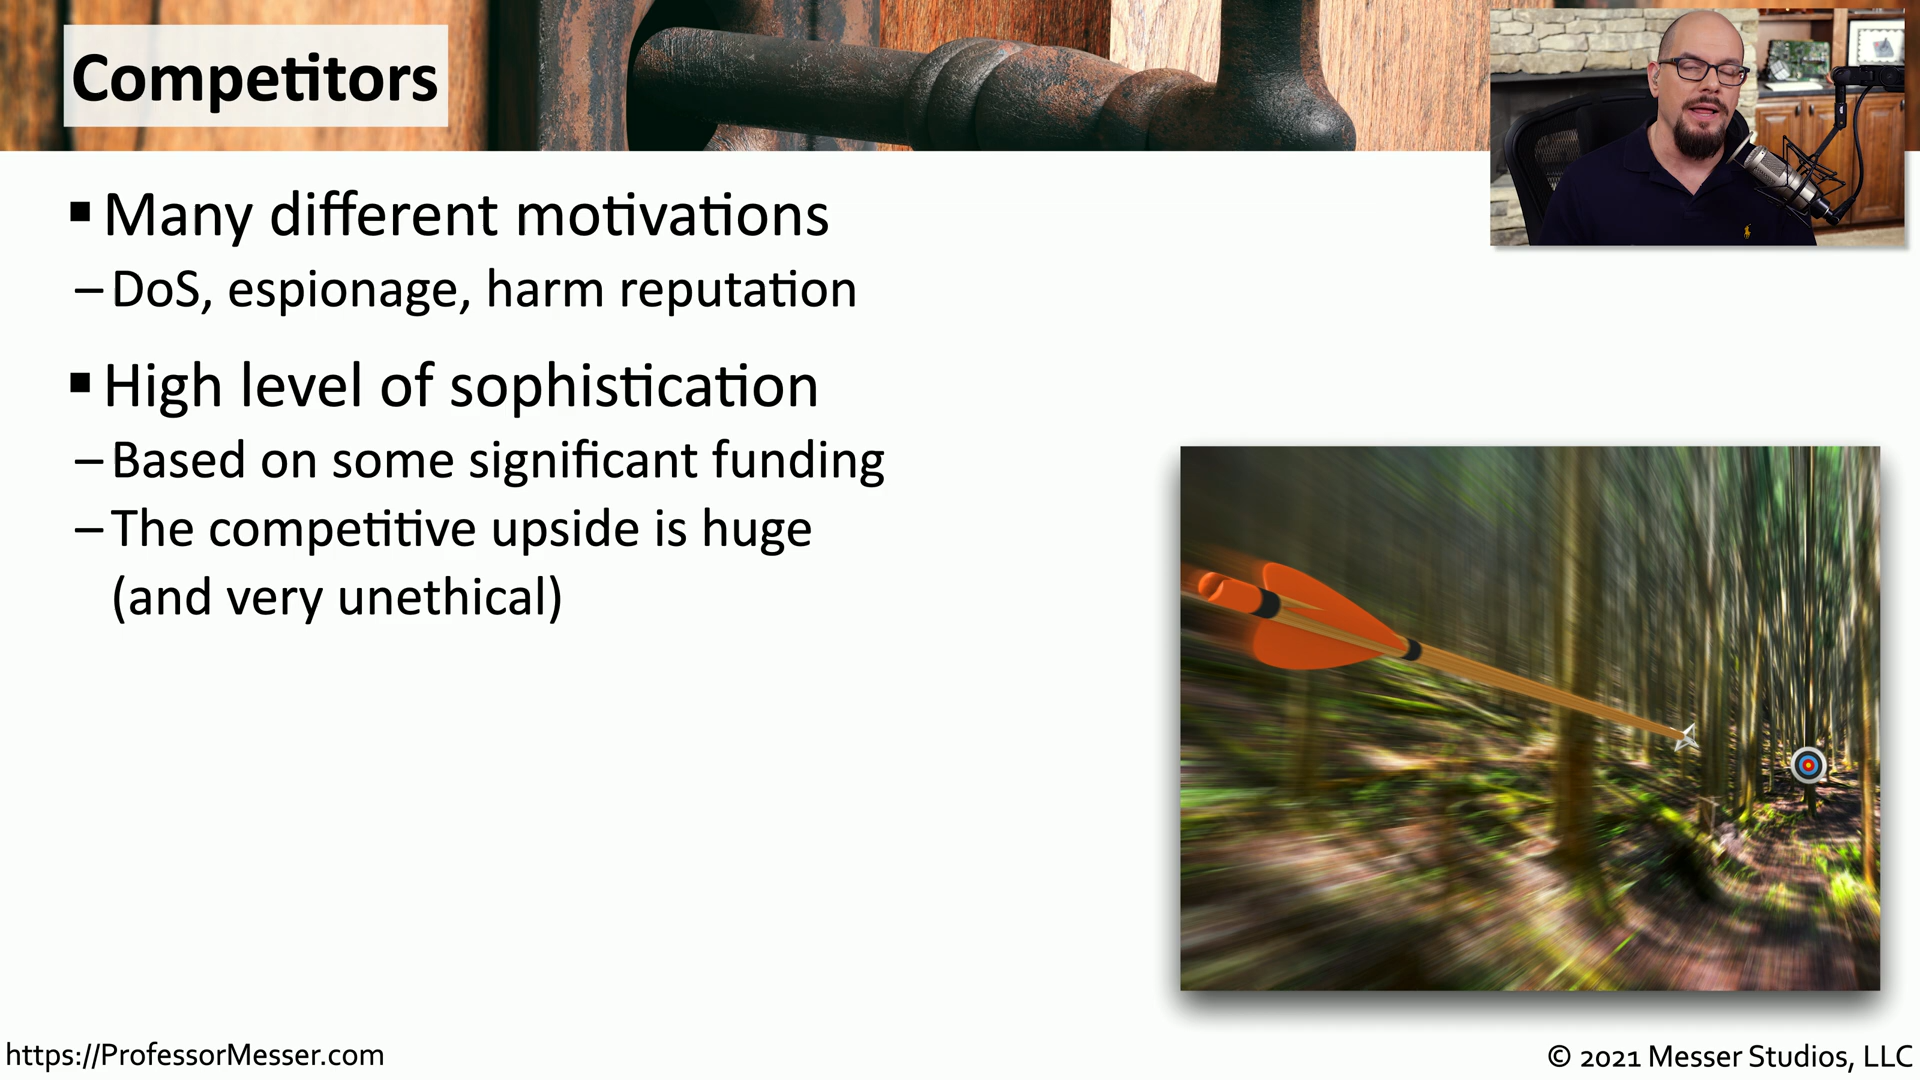 Competitors
▪ Many different motivations
– DoS, espionage, harm reputation
▪ High level of sophistication
– Based on some significant funding
– The competitive upside is huge
(and very unethical)
https://ProfessorMesser.com
© 2021 Messer Studios, LLC